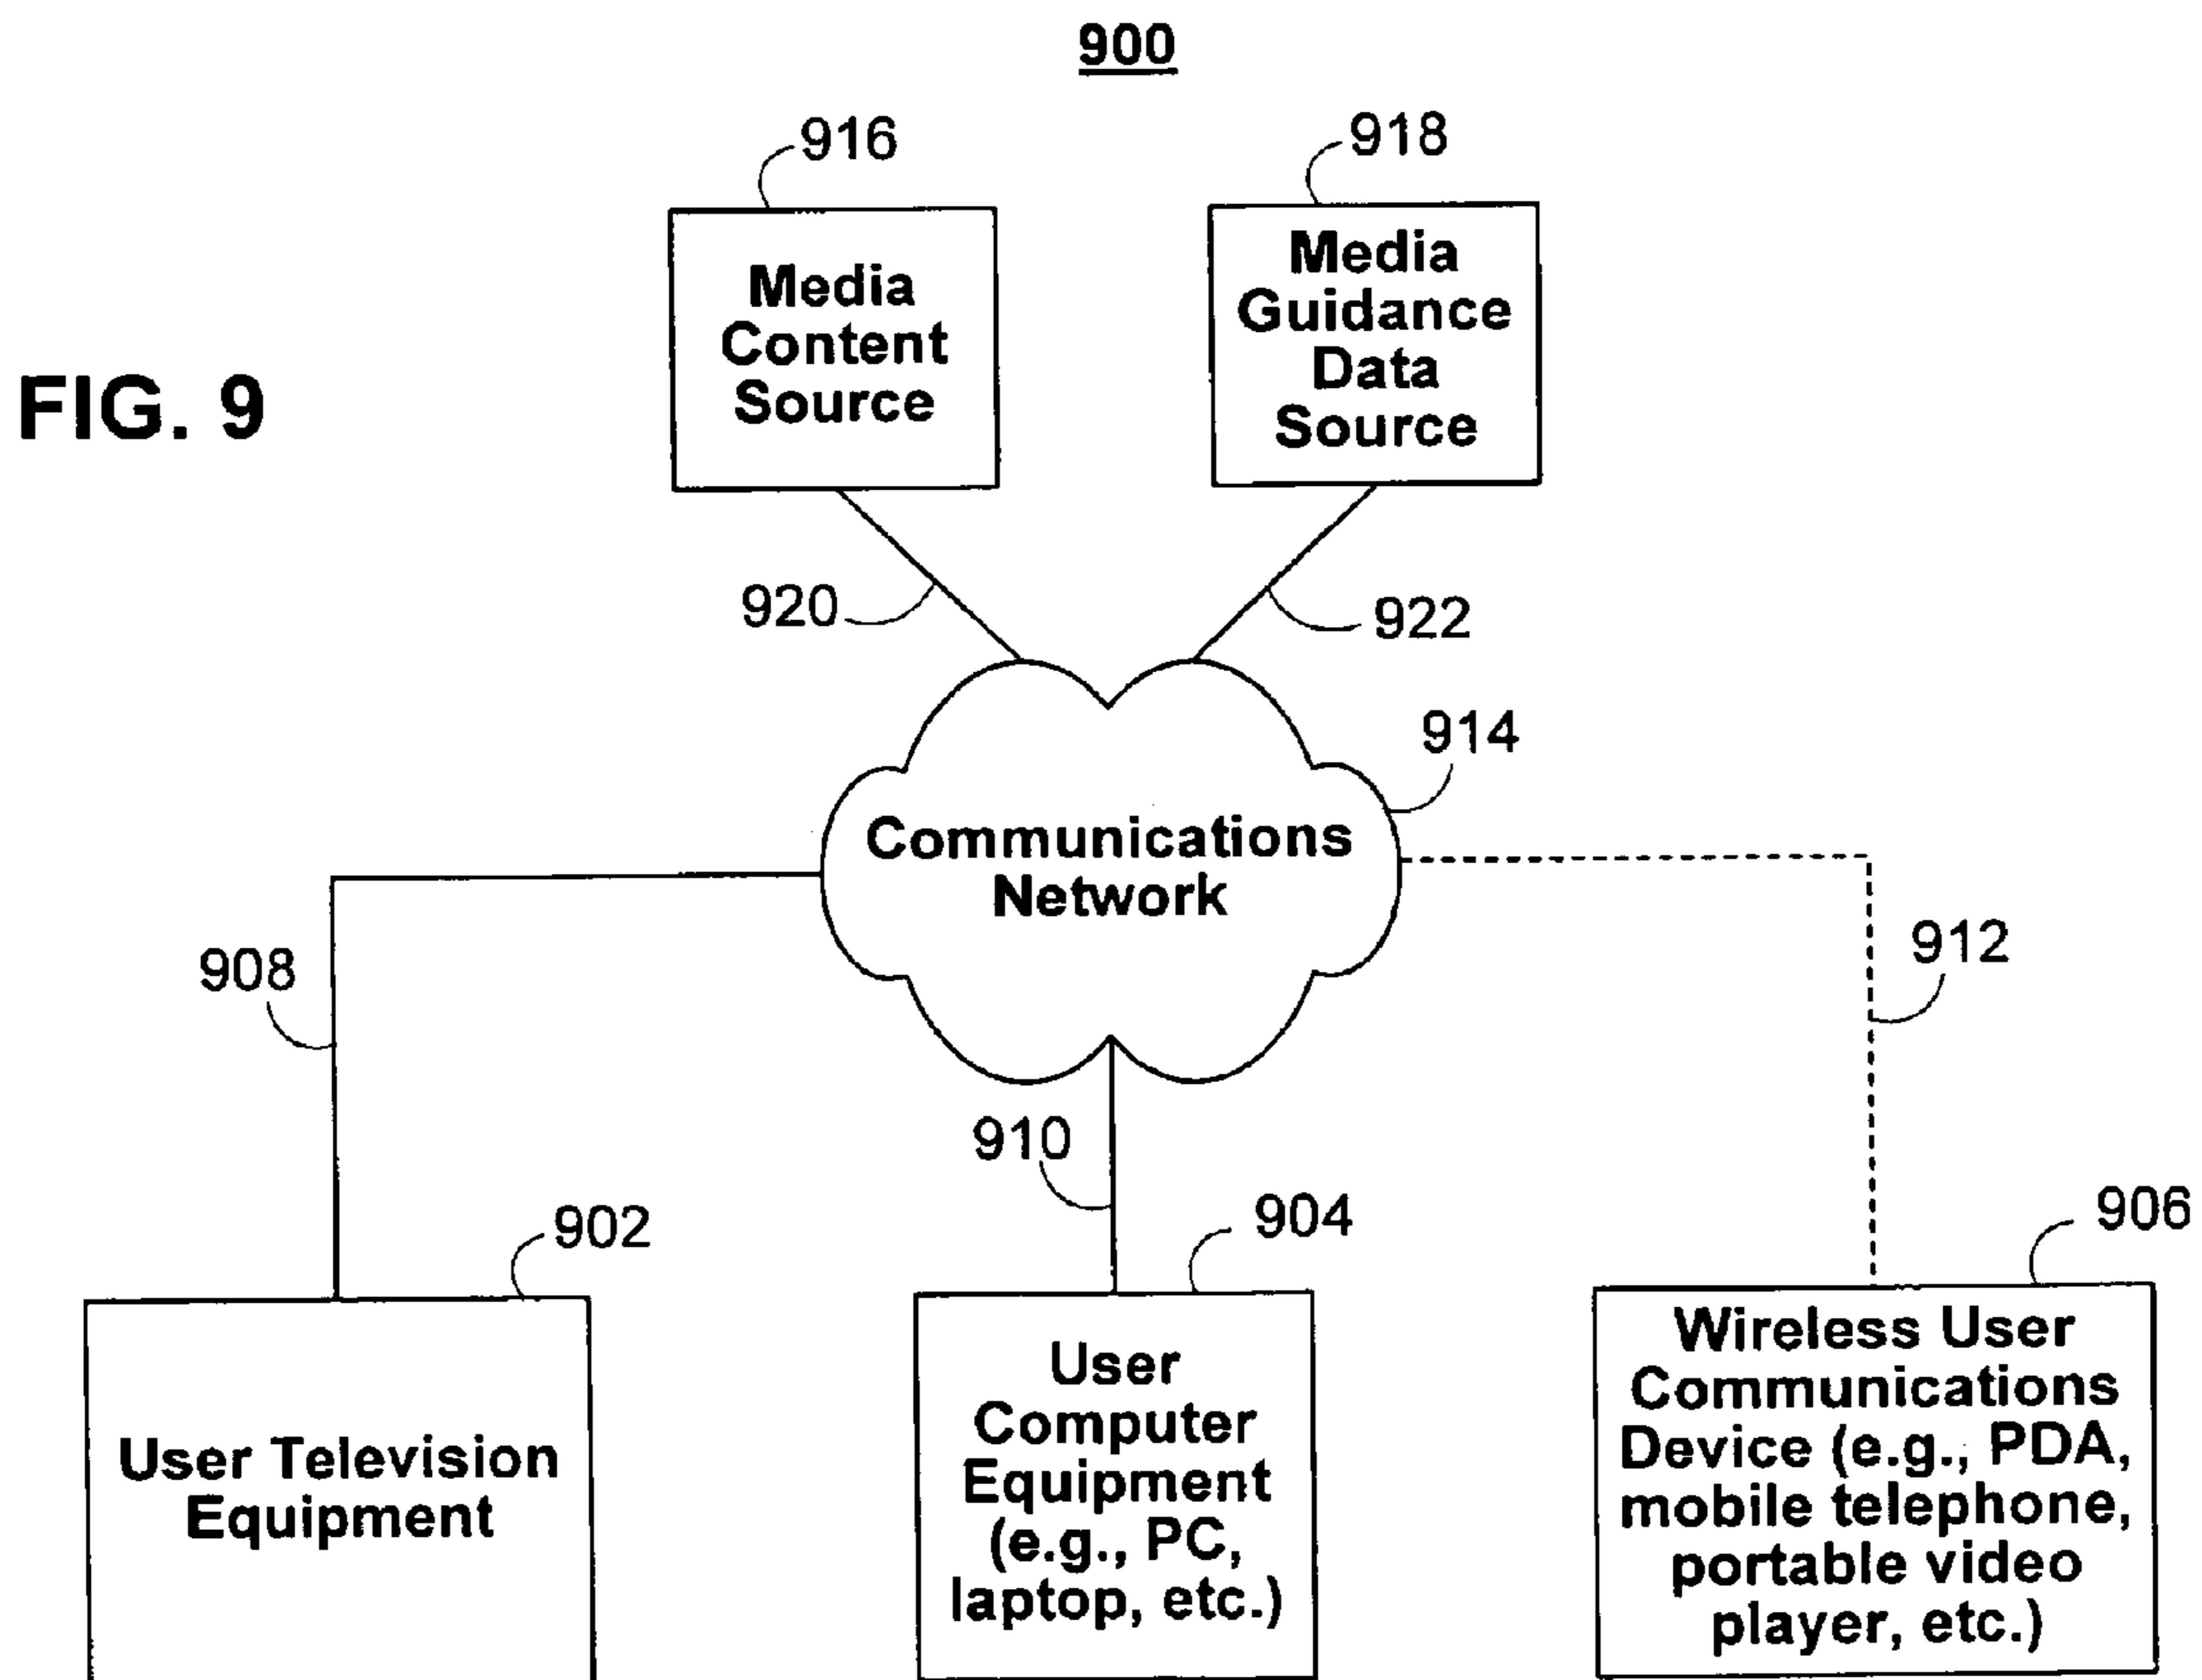 900
916
918
Media
Content
Source
Media
Guidance
Data
Source
FIG. 9
920
922
914
Communications
Network
908
912
910
902
904
906
User Television
Equipment
User
Computer
Equipment
(e.g., PC,
laptop, etc.)
Wireless User
Communications
Device (e.g., PDA,
mobile telephone,
portable video
player, etc.)